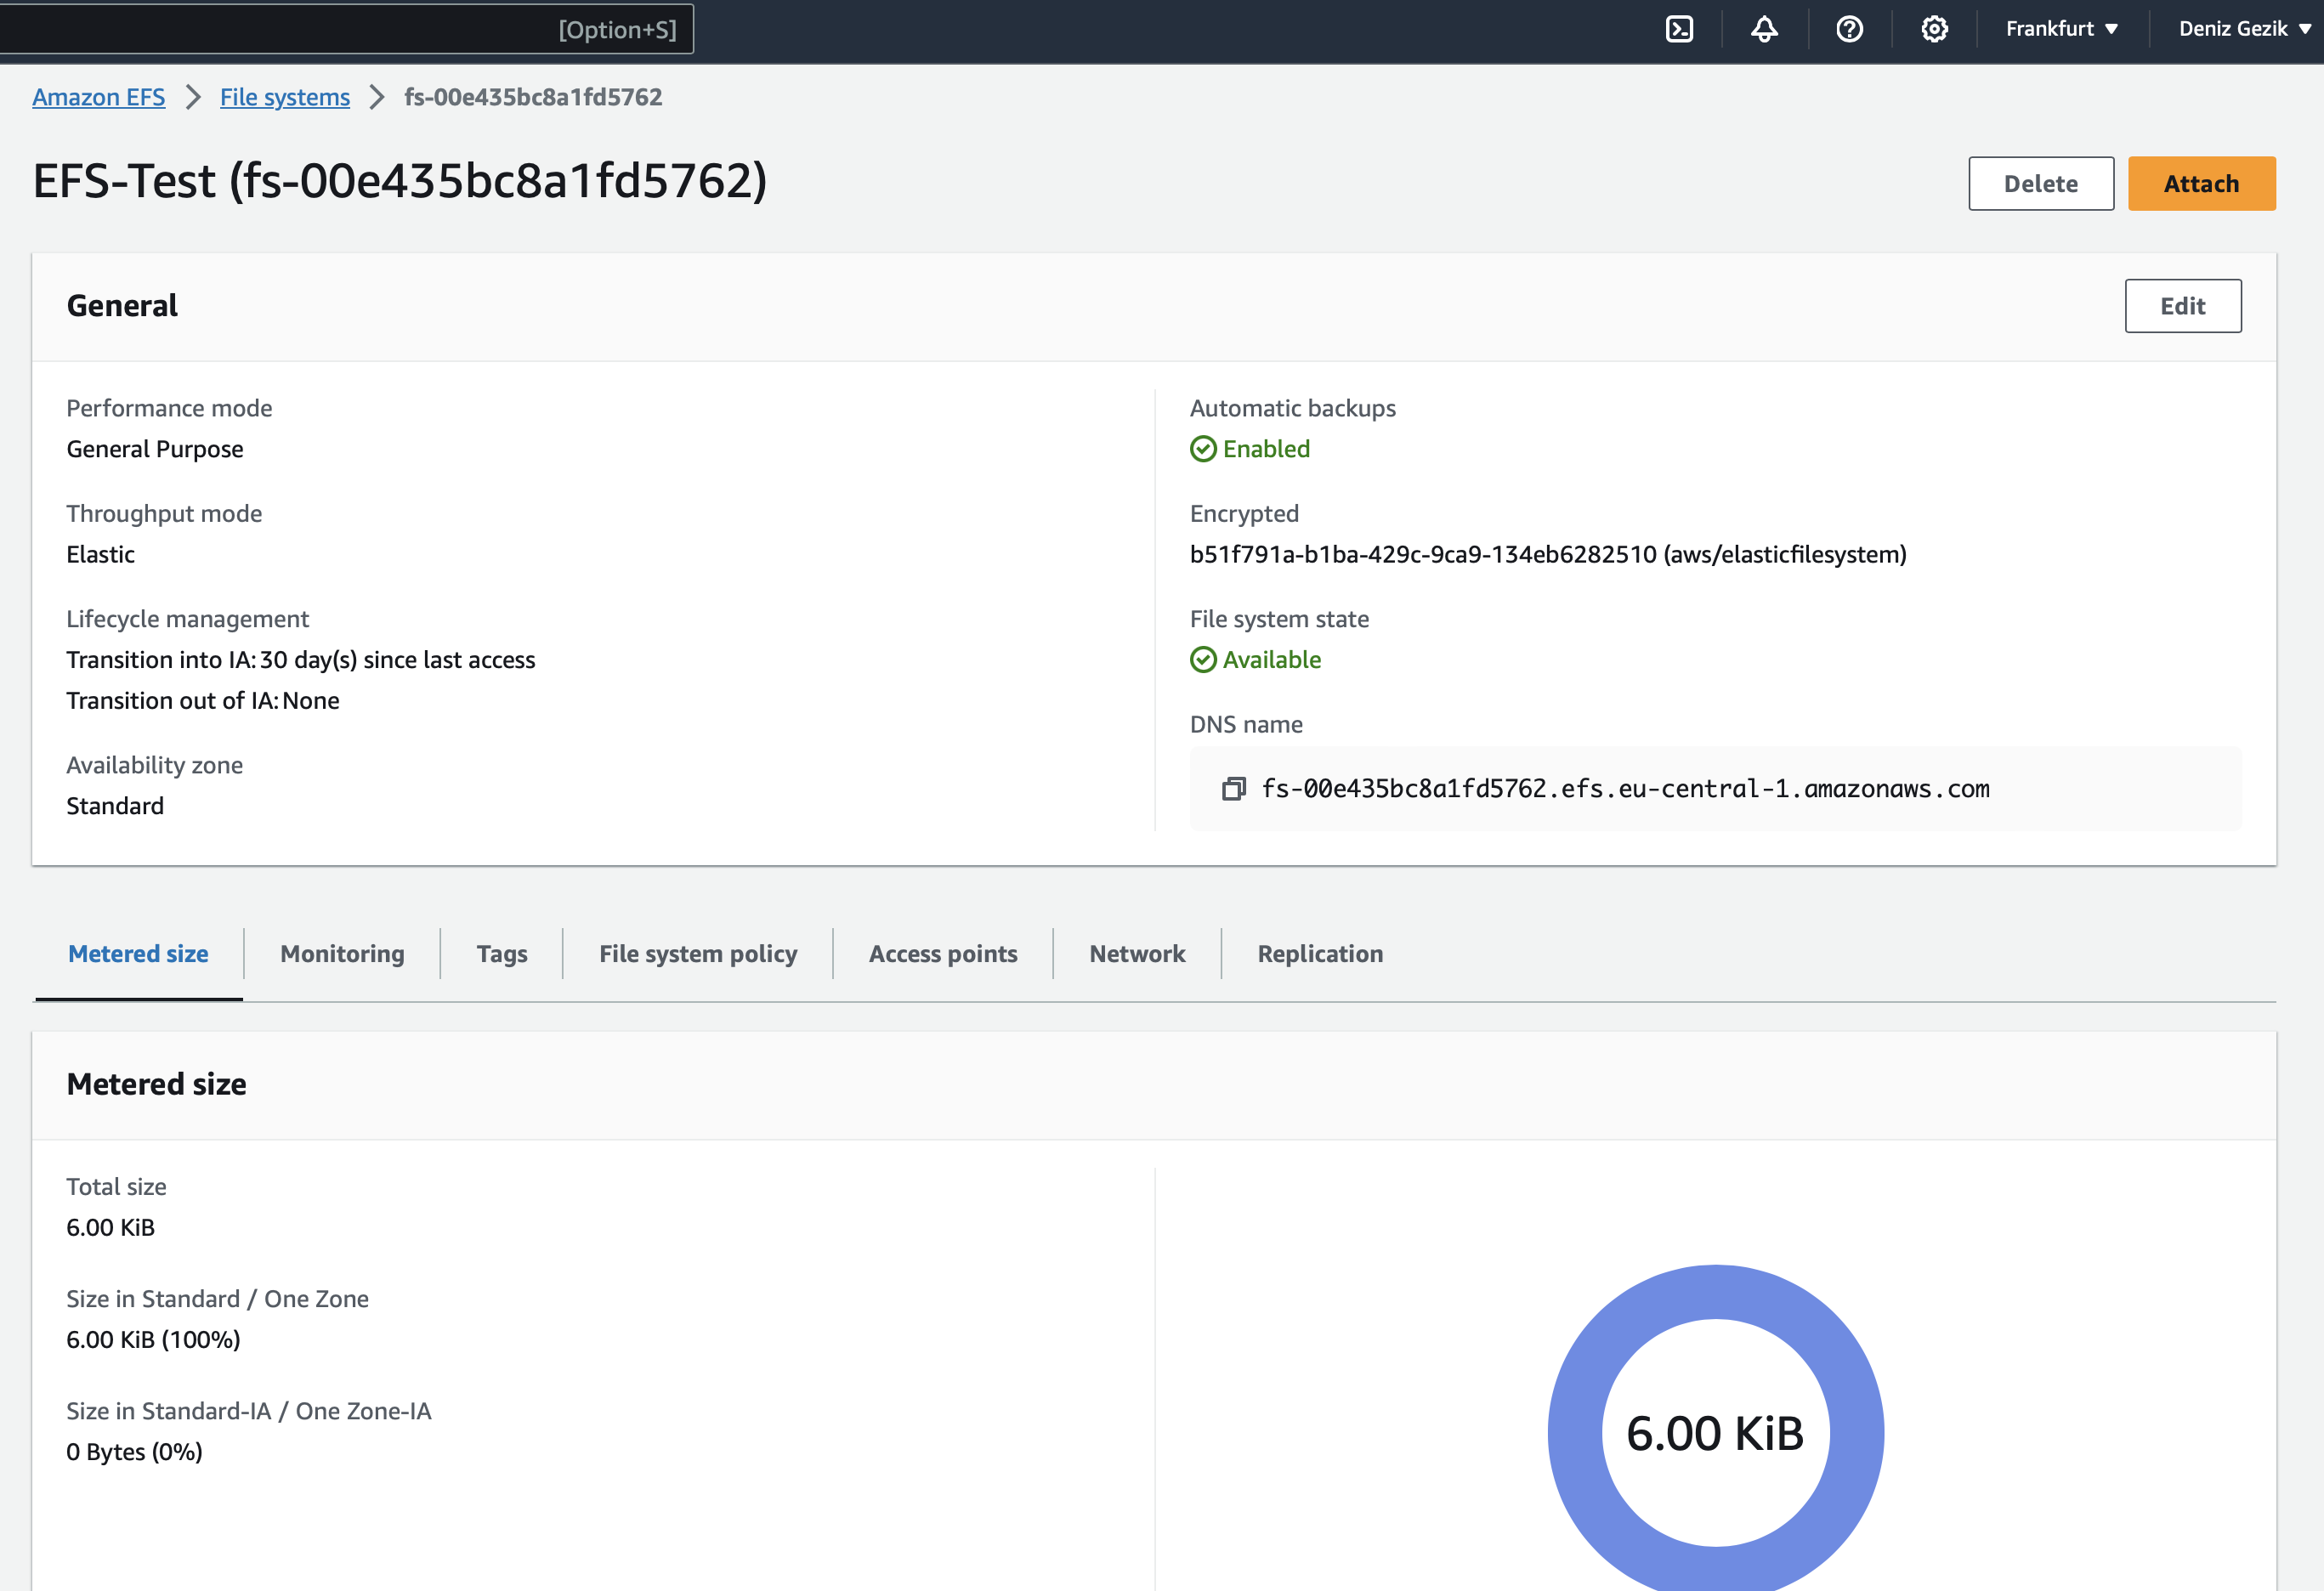 [Option+S]
Frankfurt
Deniz Gezik
Amazon EFS
File systems
fs-00e435bc8a1fd5762
EFS-Test (fs-00e435bc8a1fd5762)
Delete
Attach
General
Edit
Performance mode
General Purpose
Throughput mode
Elastic
Lifecycle management
Transition into IA: 30 day(s) since last access
Transition out of IA: None
Availability zone
Standard
Automatic backups
Enabled
Encrypted
b51f791a-b1ba-429c-9ca9-134eb6282510 (aws/elasticfilesystem)
File system state
Available
DNS name
fs-00e435bc8a1fd5762.efs.eu-central-1.amazonaws.com
Metered size
Monitoring
Tags
File system policy
Access points
Network
Replication
Metered size
Total size
6.00 KiB
Size in Standard / One Zone
6.00 KiB (100%)
Size in Standard-IA / One Zone-IA
0 Bytes (0%)
6.00 KiB